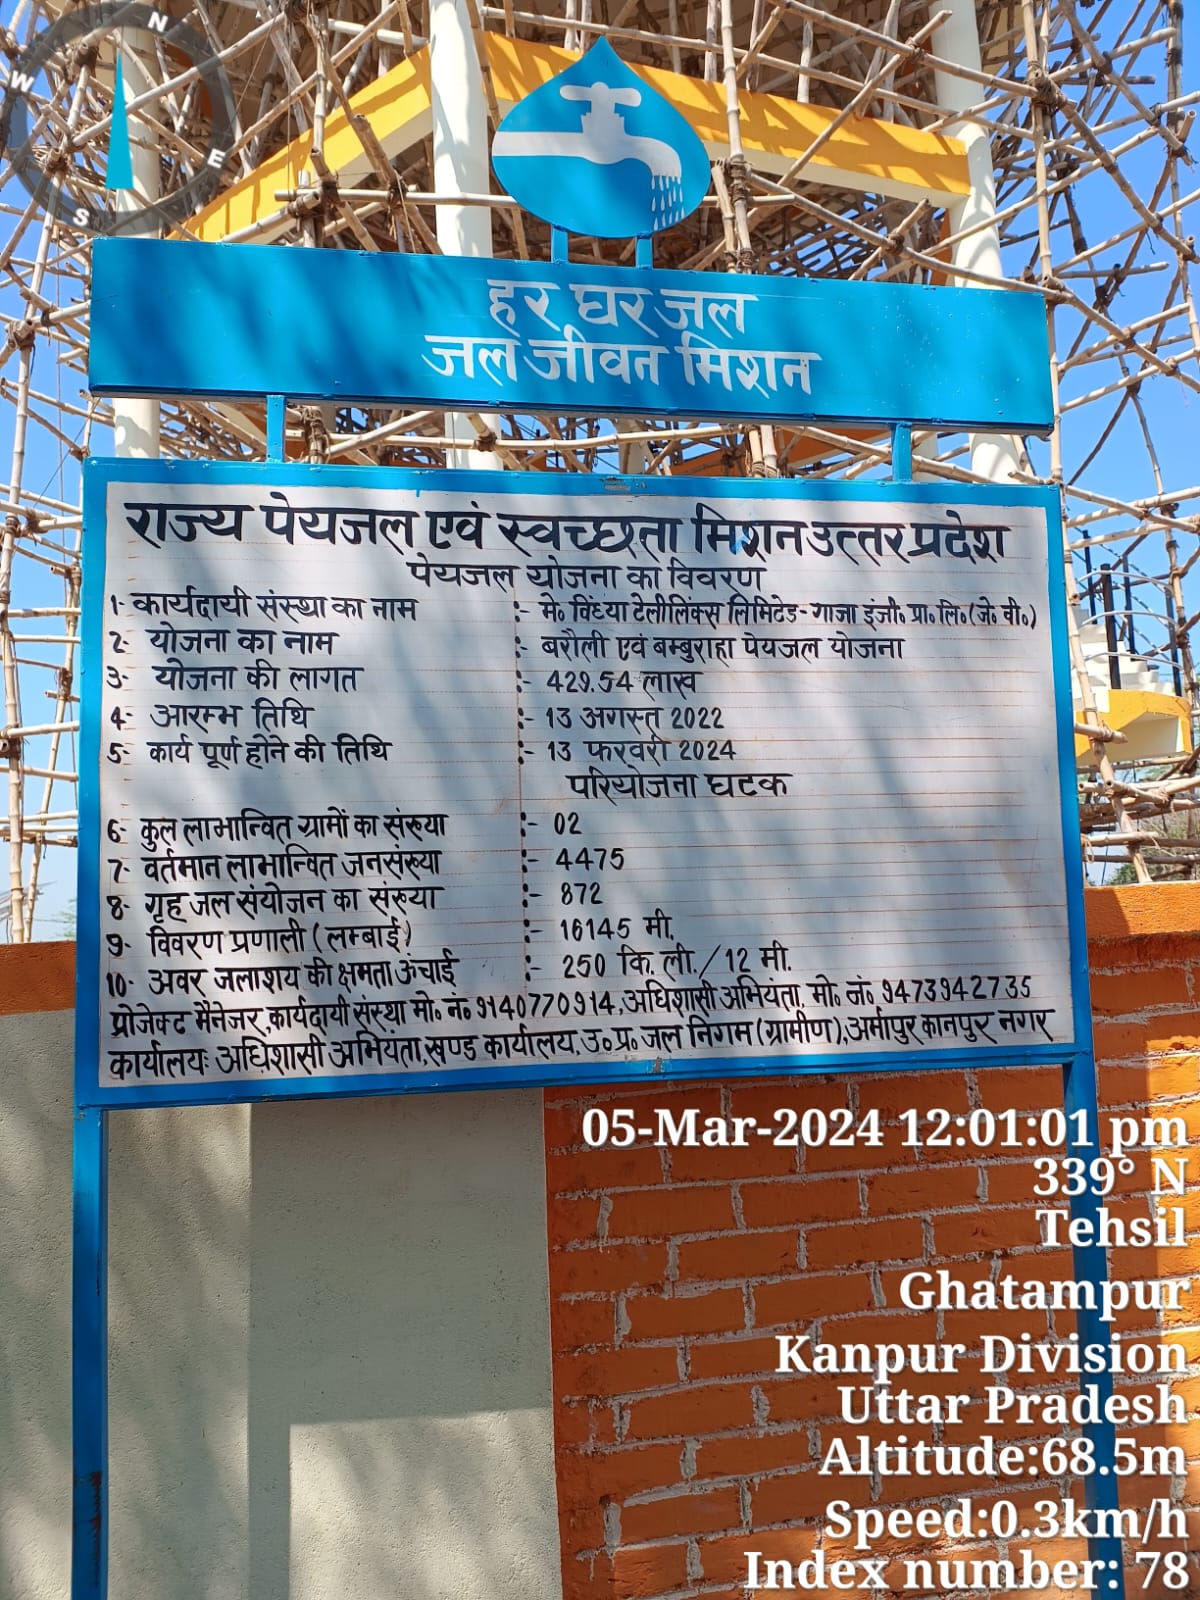 N
W
E
S
हर घर जल
जल जीवन मिशन
राज्य पेयजल एवं स्वच्छता मिशन उत्तर प्रदेश
पेयजल योजना का विवरण
1- कार्यदायी संस्था का नाम :- मे० विंध्या टेलीलिंक्स लिमिटेड- गाजा इंजी० प्रा० लि० (जे० वी०)
2- योजना का नाम :- बरौली एवं बम्बुराहा पेयजल योजना
3- योजना की लागत :- 429.54 लाख
4- आरम्भ तिथि :- 13 अगस्त 2022
5- कार्य पूर्ण होने की तिथि :- 13 फरवरी 2024
परियोजना घटक
6- कुल लाभान्वित ग्रामों का संख्या :- 02
7- वर्तमान लाभान्वित जनसंख्या :- 4475
8- गृह जल संयोजन का संख्या :- 872
9- विवरण प्रणाली (लम्बाई) :- 16145 मी.
10- अवर जलाशय की क्षमता ऊंचाई :- 250 कि. ली. / 12 मी.
प्रोजेक्ट मैनेजर, कार्यदायी संस्था मो० नं० 9140770914, अधिशासी अभियंता, मो० नं० 9473942735
कार्यालयः अधिशासी अभियंता, खण्ड कार्यालय, उ० प्र० जल निगम (ग्रामीण), अर्मापुर कानपुर नगर
05-Mar-2024 12:01:01 pm
339° N
Tehsil
Ghatampur
Kanpur Division
Uttar Pradesh
Altitude:68.5m
Speed:0.3km/h
Index number: 78